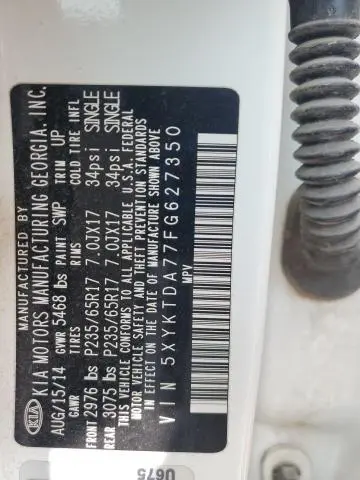 MANUFACTURED BY
KIA MOTORS MANUFACTURING GEORGIA. INC.
AUG/15/14 GVWR 5468 lbs PAINT SWP TRIM UP
GAWR TIRES RIMS COLD TIRE INFL
FRONT 2976 lbs P235/65R17 7.0JX17 34psi SINGLE
REAR 3075 lbs P235/65R17 7.0JX17 34psi SINGLE
THIS VEHICLE CONFORMS TO ALL APPLICABLE U.S.A. FEDERAL
MOTOR VEHICLE SAFETY AND THEFT PREVENTION STANDARDS
IN EFFECT ON THE DATE OF MANUFACTURE SHOWN ABOVE.
VIN 5XYKTDA77FG627350
MPV
KIA
U675